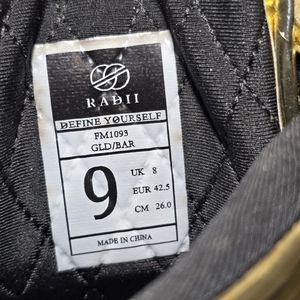 RADII
DEFINE YOURSELF
FM1093
GLD/BAR
9
UK 8
EUR 42.5
CM 26.0
MADE IN CHINA